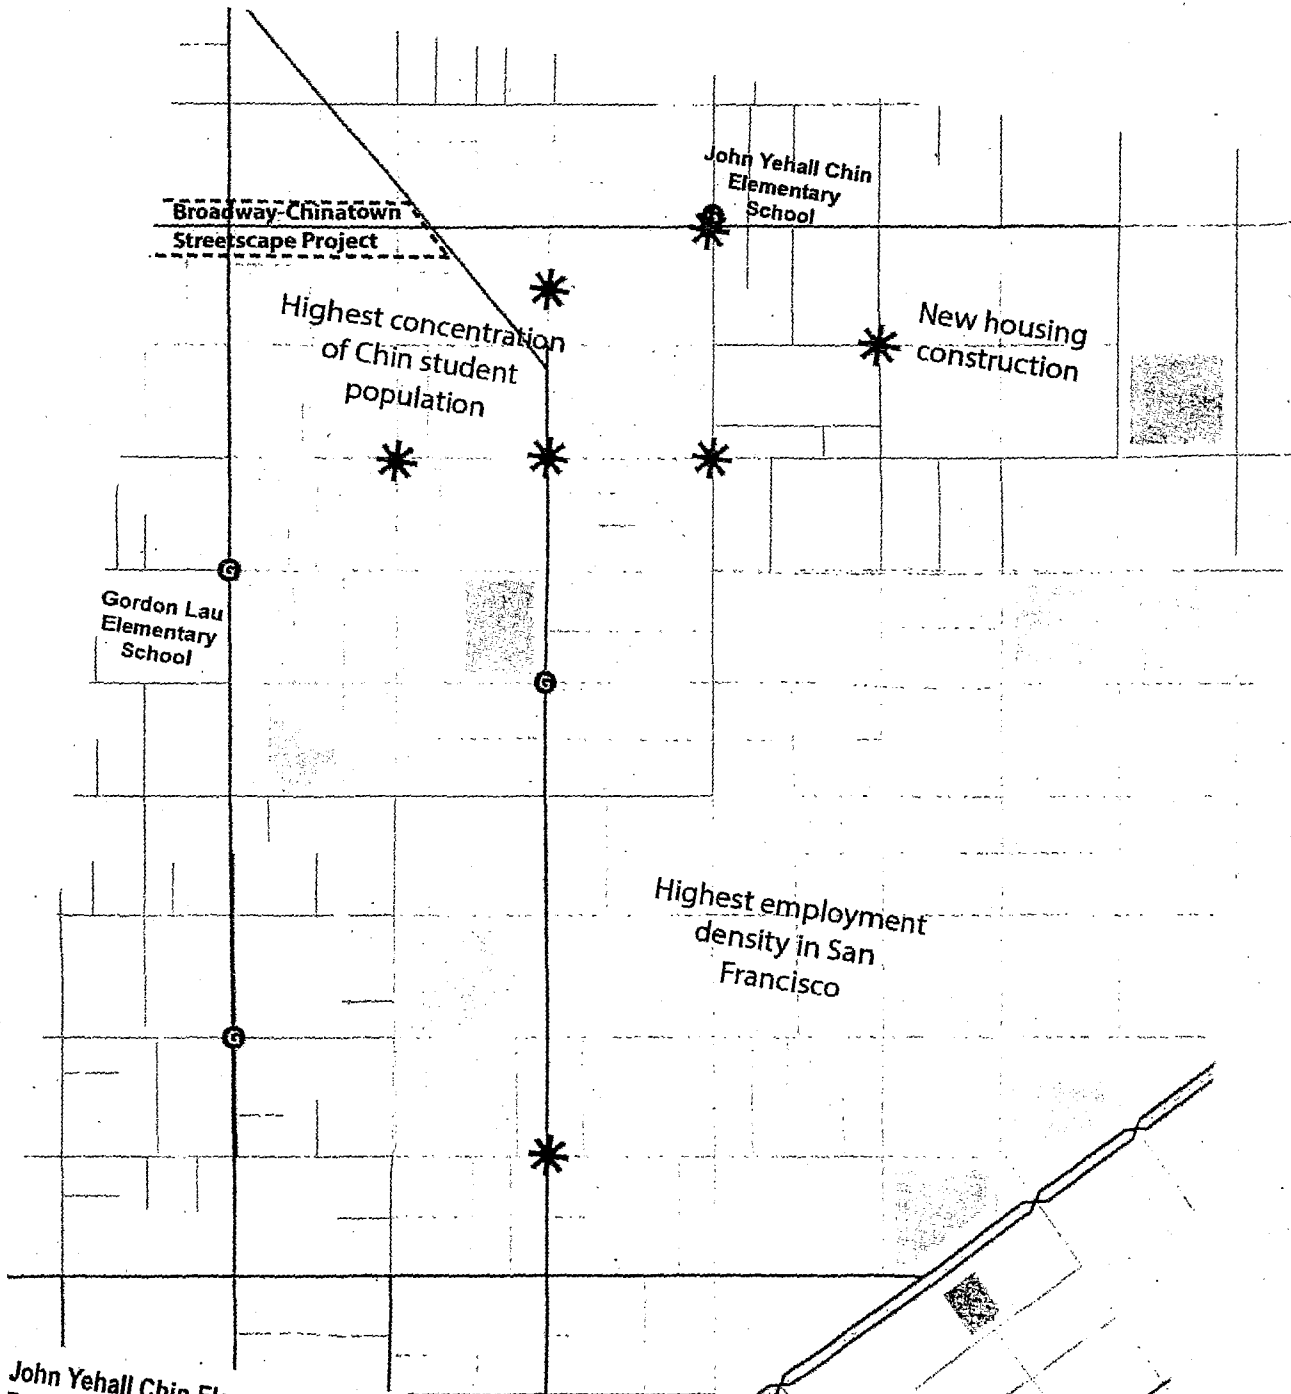 John Yehall Chin
Elementary
School
Broadway-Chinatown
Streetscape Project
Highest concentration
of Chin student
population
New housing
construction
G
Gordon Lau
Elementary
School
G
Highest employment
density in San
Francisco
G
John Yehall Chin